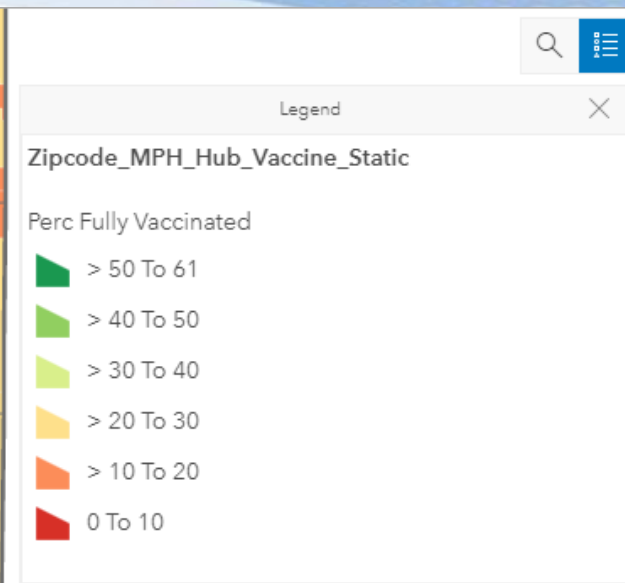 Legend
Zipcode_MPH_Hub_Vaccine_Static
Perc Fully Vaccinated
> 50 To 61
> 40 To 50
> 30 To 40
> 20 To 30
> 10 To 20
0 To 10